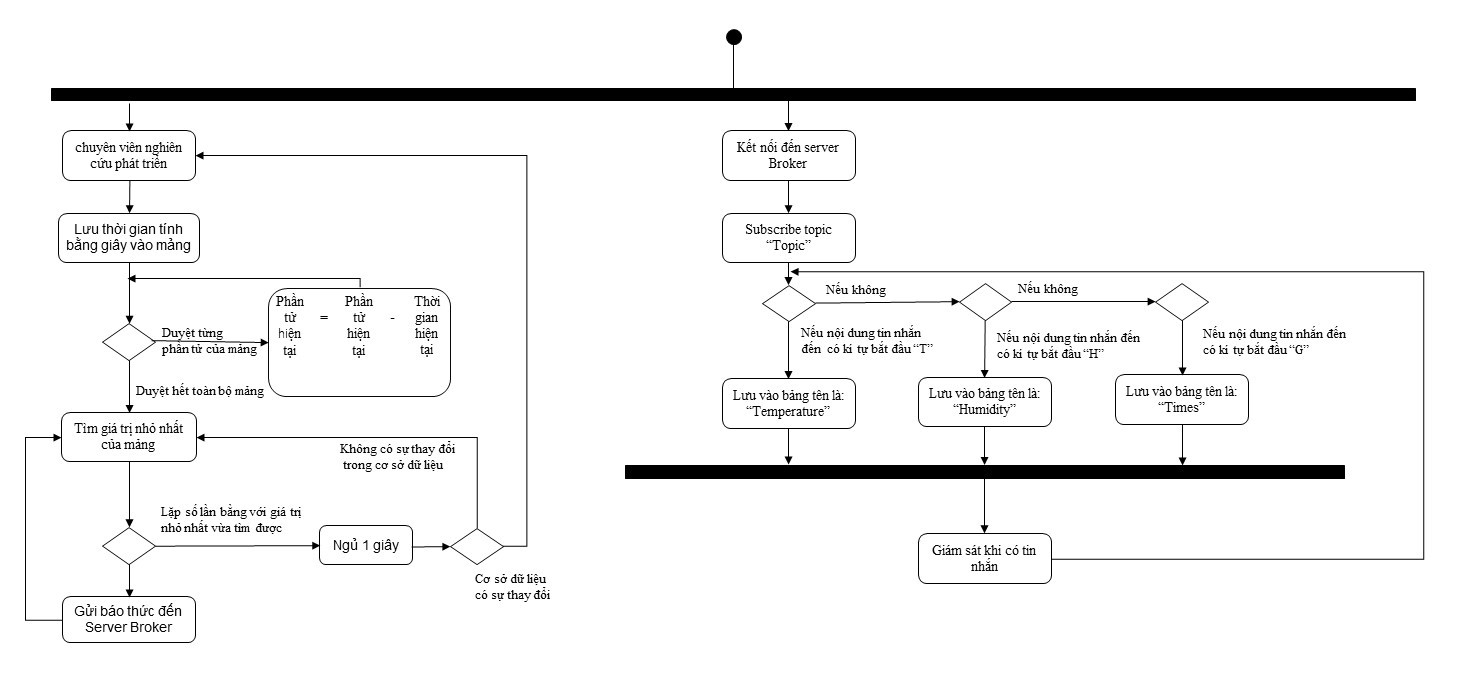 chuyên viên nghiên
cứu phát triển
Lưu thời gian tính
bằng giây vào mảng
Duyệt từng
phần tử của mảng
Phần tử hiện tại = Phần tử hiện tại - Thời gian hiện tại
Duyệt hết toàn bộ mảng
Tìm giá trị nhỏ nhất
của mảng
Không có sự thay đổi
trong cơ sở dữ liệu
Lặp số lần bằng với giá trị
nhỏ nhất vừa tìm được
Ngủ 1 giây
Cơ sở dữ liệu
có sự thay đổi
Gửi báo thức đến
Server Broker
Kết nối đến server
Broker
Subscribe topic
“Topic”
Nếu không
Nếu không
Nếu nội dung tin nhắn
đến có kí tự bắt đầu “T”
Nếu nội dung tin nhắn đến
có kí tự bắt đầu “H”
Nếu nội dung tin nhắn đến
có kí tự bắt đầu “G”
Lưu vào bảng tên là:
“Temperature”
Lưu vào bảng tên là:
“Humidity”
Lưu vào bảng tên là:
“Times”
Giám sát khi có tin
nhắn